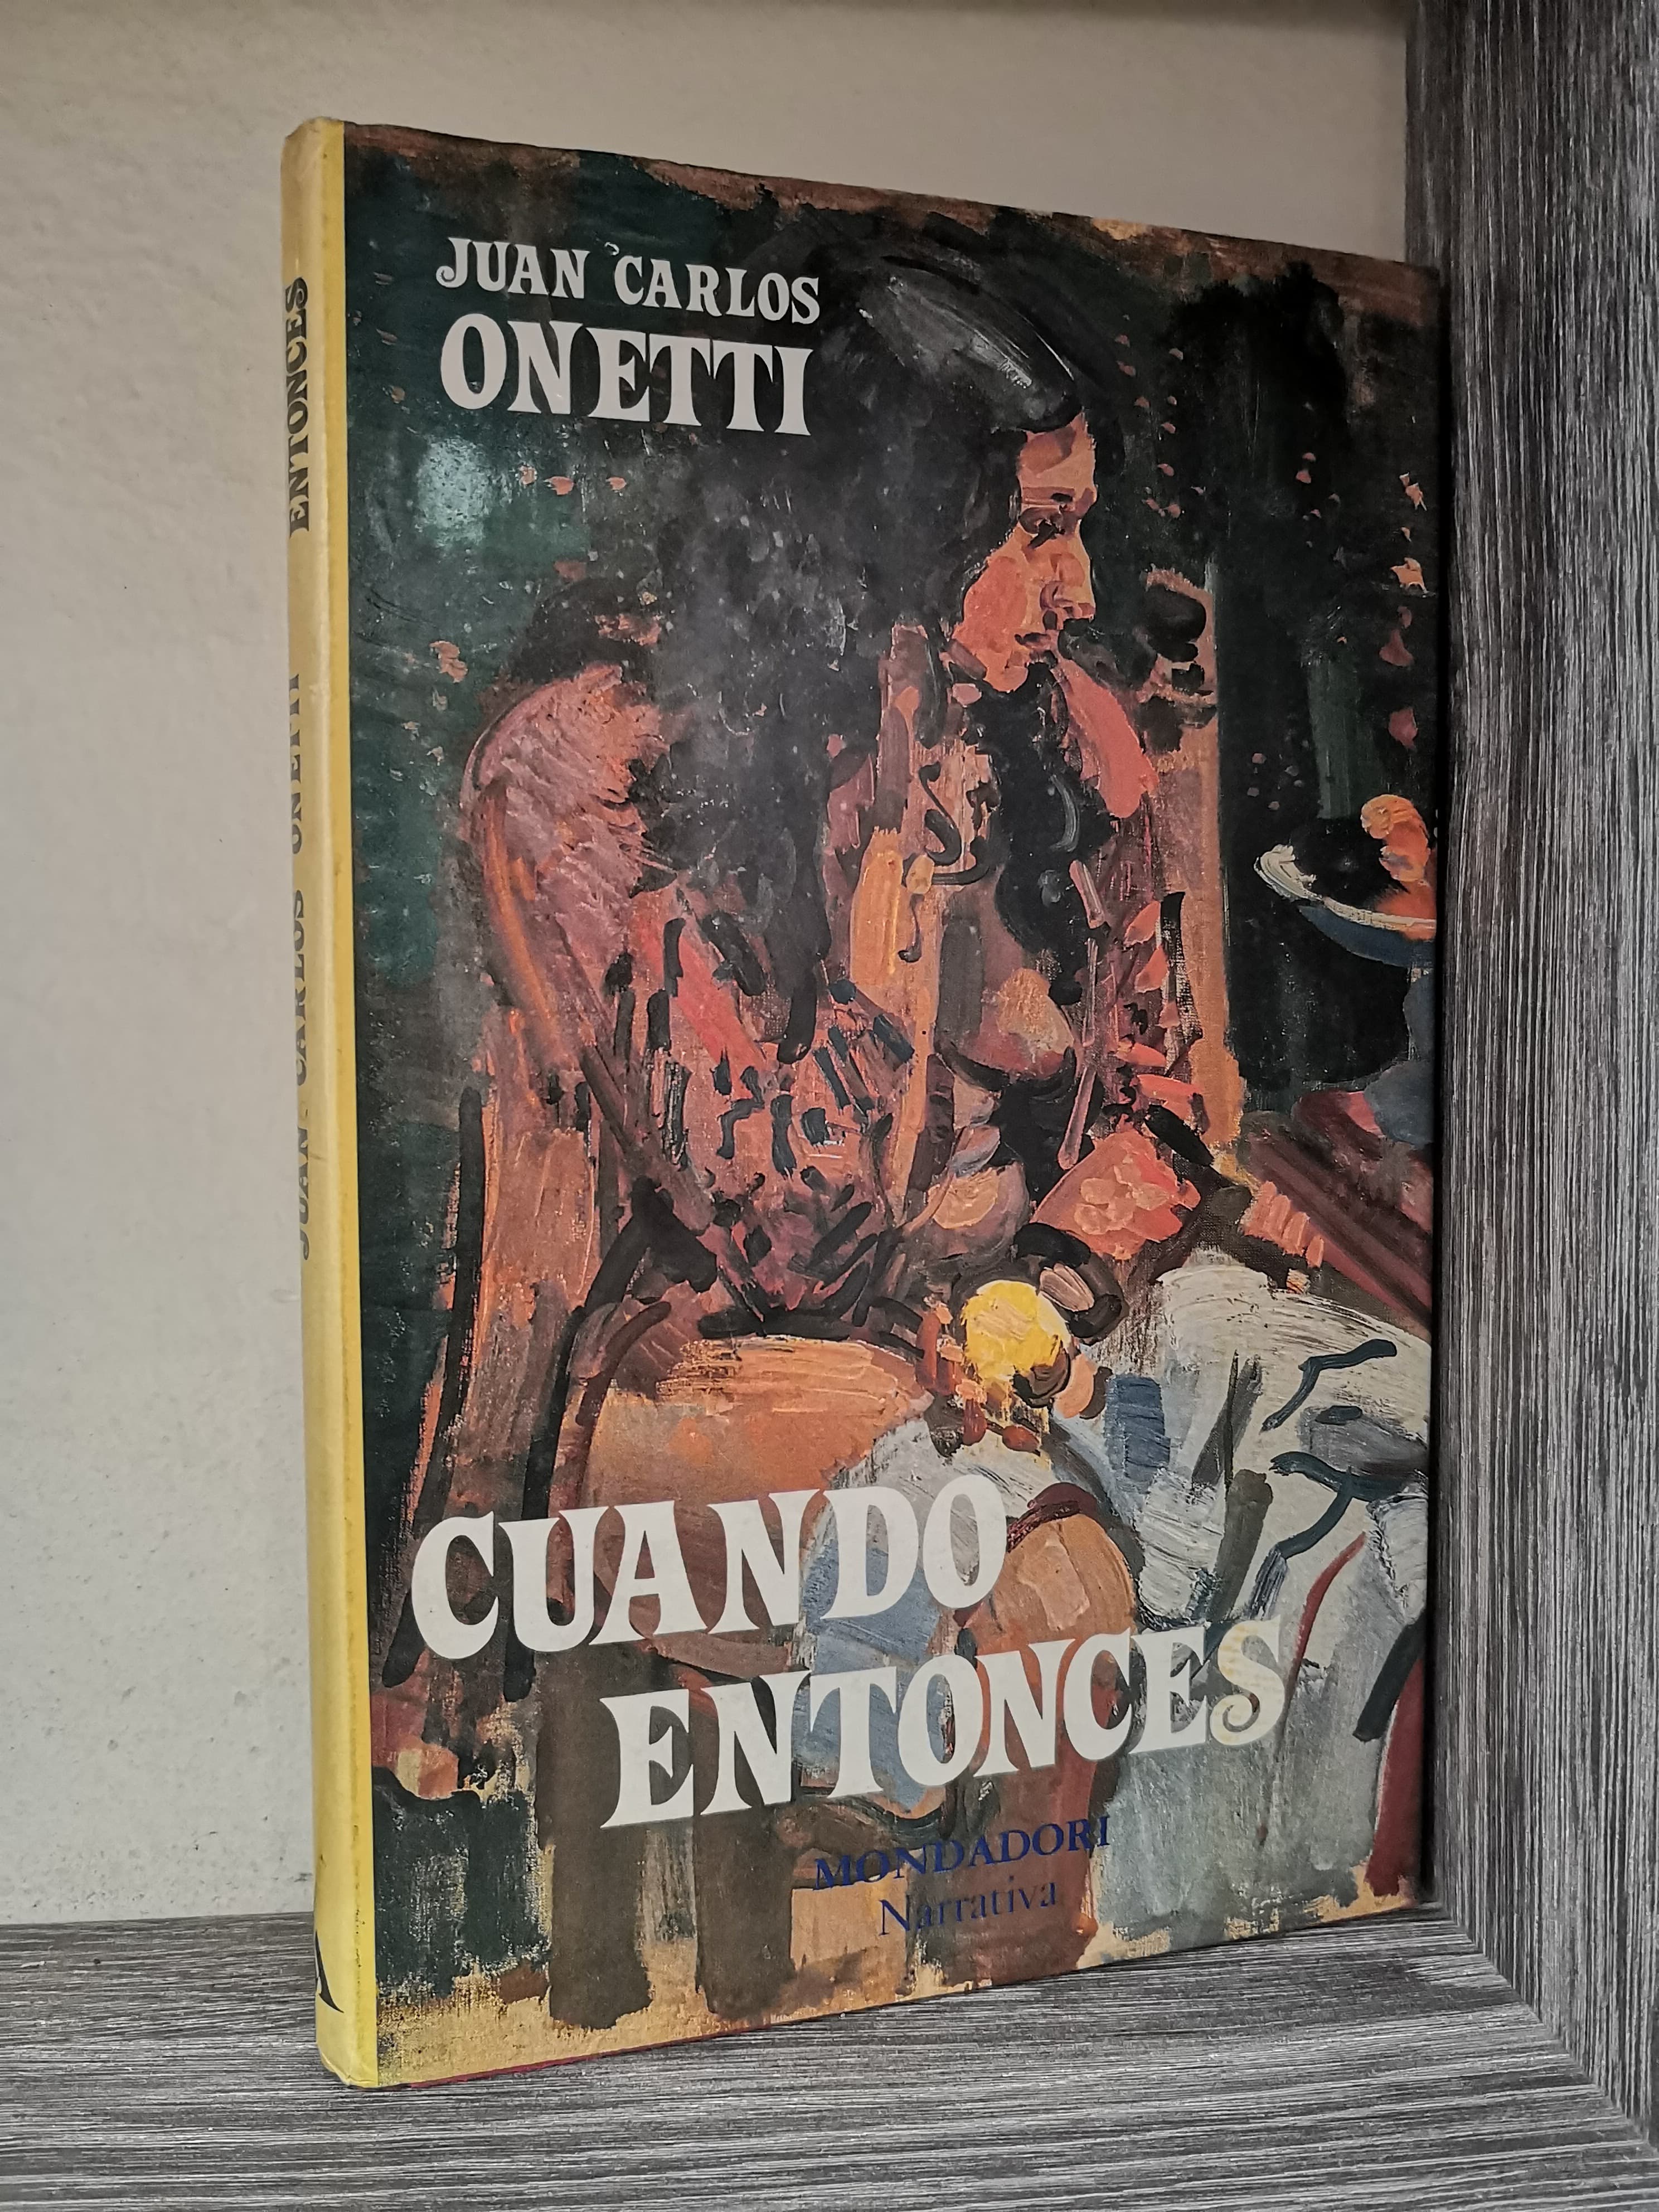 JUAN CARLOS
ONETTI
CUANDO
ENTONCES
MONDADORI
Narrativa
JUAN CARLOS ONETTI
ENTONCES